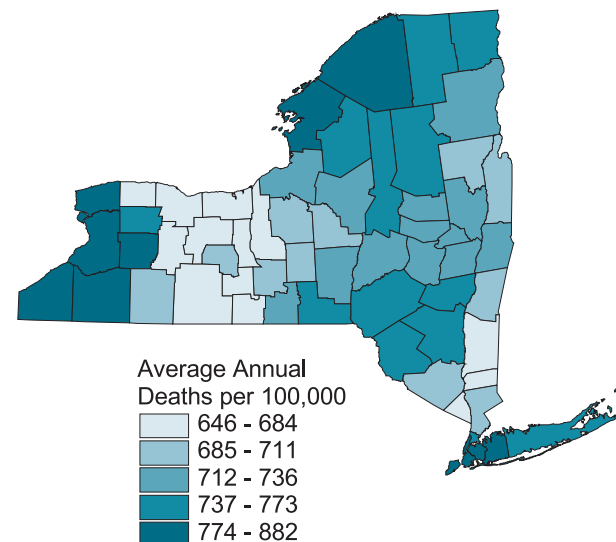 Average Annual
Deaths per 100,000
646 - 684
685 - 711
712 - 736
737 - 773
774 - 882